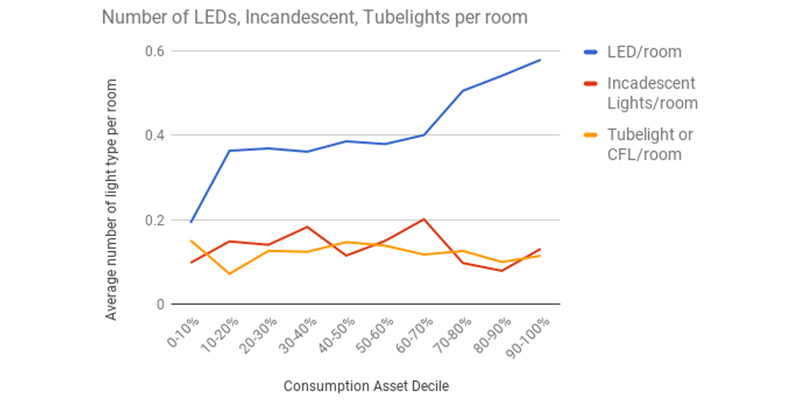 Number of LEDs, Incandescent, Tubelights per room
Average number of light type per room
0.6
0.4
0.2
0
LED/room
Incadescent
Lights/room
Tubelight or
CFL/room
0-10%
10-20%
20-30%
30-40%
40-50%
50-60%
60-70%
70-80%
80-90%
90-100%
Consumption Asset Decile